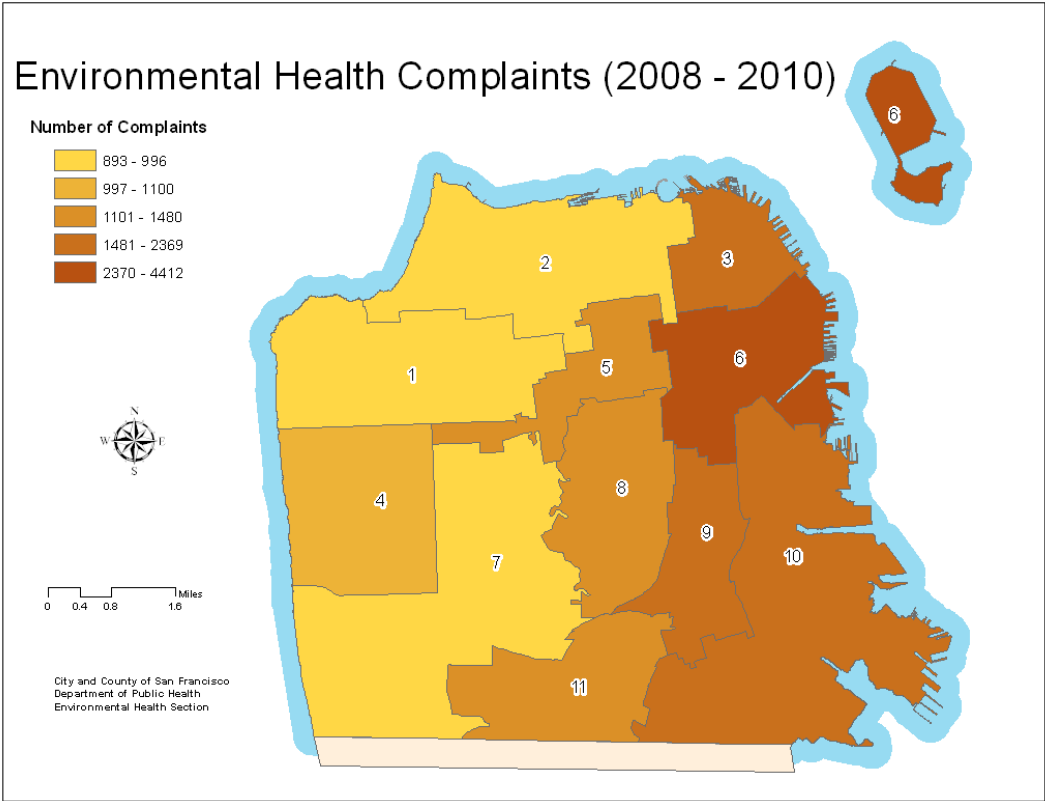 Environmental Health Complaints (2008 - 2010)
Number of Complaints
893 - 996
997 - 1100
1101 - 1480
1481 - 2369
2370 - 4412
6
2
3
1
5
6
4
8
9
7
10
11
N
W E
S
Miles
0 0.4 0.8 1.6
City and County of San Francisco
Department of Public Health
Environmental Health Section